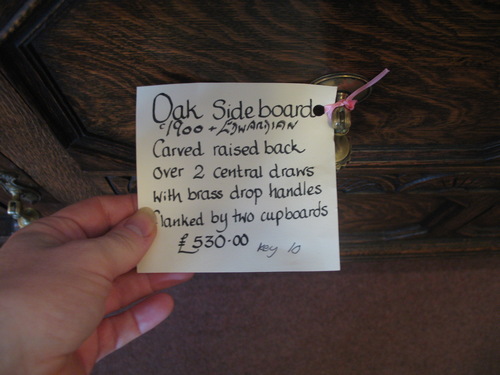 Oak Sideboard
c1900 + EDWARDIAN
Carved raised back
over 2 central draws
with brass drop handles
flanked by two cupboards
£530.00 key 10